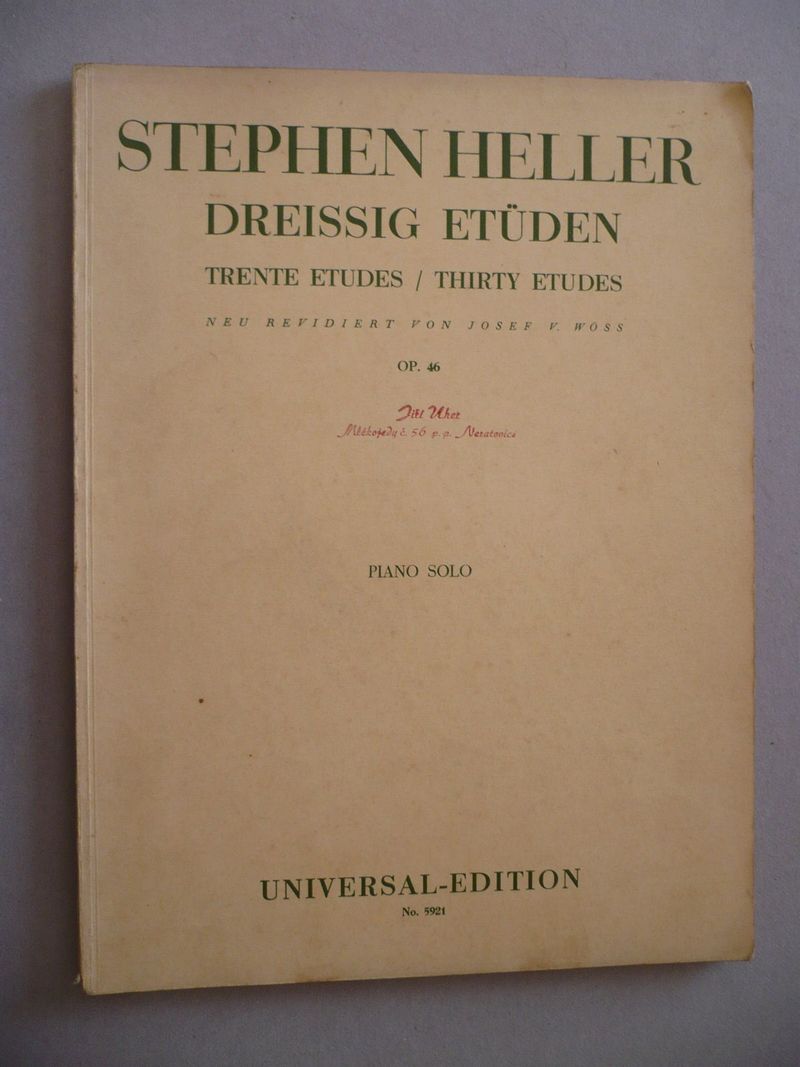 STEPHEN HELLER
DREISSIG ETÜDEN
TRENTE ETUDES / THIRTY ETUDES
NEU REVIDIERT VON JOSEF V. WÖSS
OP. 46
Jiří Uher
Mlékojedy č. 56 p. p. Neratovice
PIANO SOLO
UNIVERSAL-EDITION
No. 5921